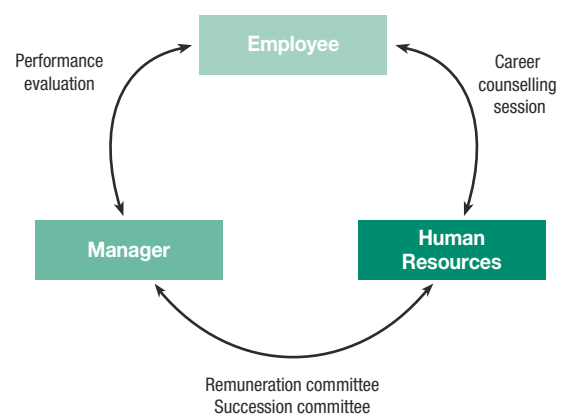 Employee
Performance
evaluation
Career
counselling
session
Manager
Human
Resources
Remuneration committee
Succession committee